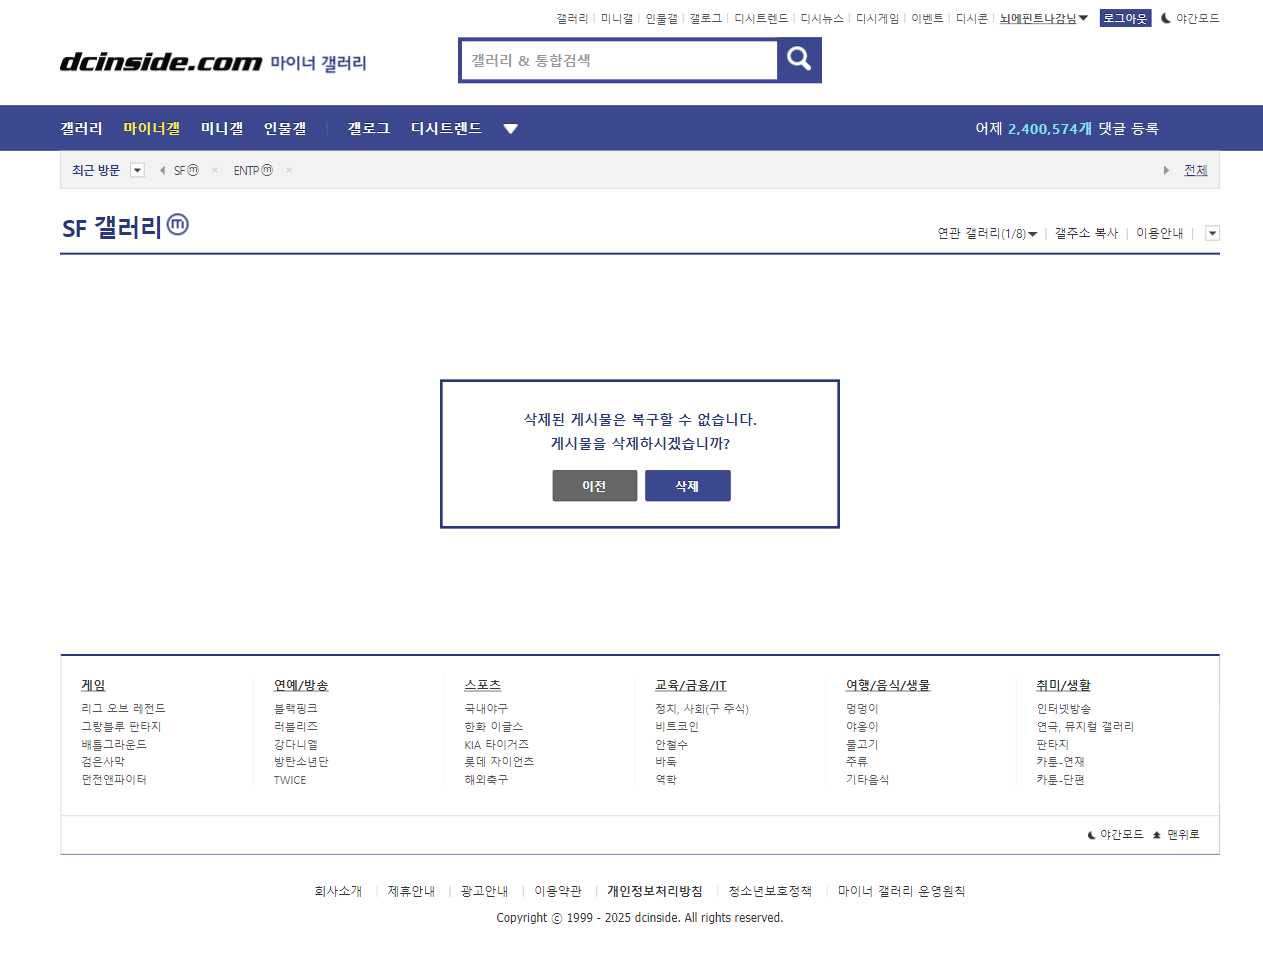 갤러리 미니갤 인물갤 갤로그 디시트렌드 디시뉴스 디시게임 이벤트 디시콘 뇌에핀트나감님 로그아웃 야간모드
dcinside.com 마이너 갤러리
갤러리 & 통합검색
갤러리 마이너갤 미니갤 인물갤 갤로그 디시트렌드 어제 2,400,574개 댓글 등록
최근 방문 SFⓜ × ENTPⓜ × 전체
SF 갤러리ⓜ
연관 갤러리(1/8) 갤주소 복사 이용안내
삭제된 게시물은 복구할 수 없습니다.
게시물을 삭제하시겠습니까?
이전 삭제
게임 연예/방송 스포츠 교육/금융/IT 여행/음식/생물 취미/생활
리그 오브 레전드 블랙핑크 국내야구 정치, 사회(구 주식) 멍멍이 인터넷방송
그랑블루 판타지 러블리즈 한화 이글스 비트코인 야옹이 연극, 뮤지컬 갤러리
배틀그라운드 강다니엘 KIA 타이거즈 안철수 물고기 판타지
검은사막 방탄소년단 롯데 자이언츠 바둑 주류 카툰-연재
던전앤파이터 TWICE 해외축구 역학 기타음식 카툰-단편
야간모드 맨위로
회사소개 제휴안내 광고안내 이용약관 개인정보처리방침 청소년보호정책 마이너 갤러리 운영원칙
Copyright ⓒ 1999 - 2025 dcinside. All rights reserved.